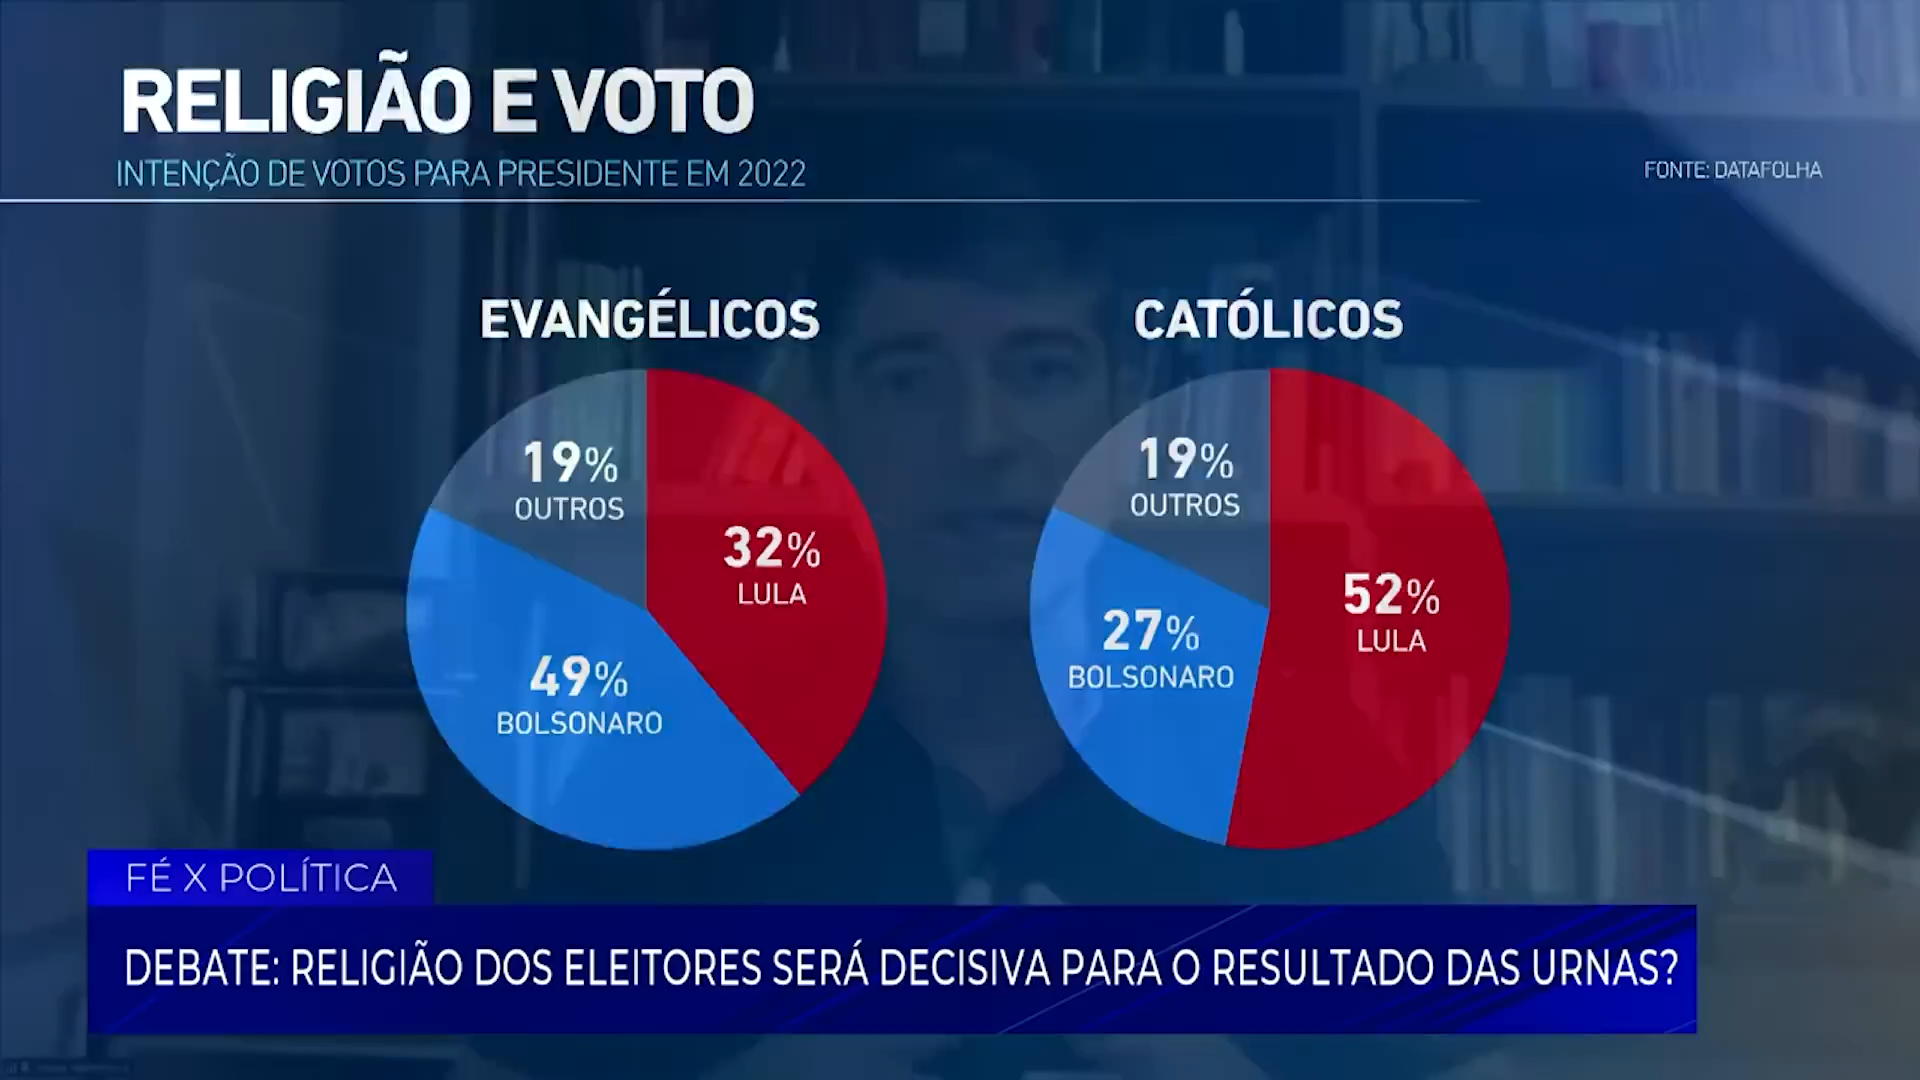 RELIGIÃO E VOTO
INTENÇÃO DE VOTOS PARA PRESIDENTE EM 2022
FONTE: DATAFOLHA
EVANGÉLICOS
19%
OUTROS
32%
LULA
49%
BOLSONARO
CATÓLICOS
19%
OUTROS
52%
LULA
27%
BOLSONARO
FÉ X POLÍTICA
DEBATE: RELIGIÃO DOS ELEITORES SERÁ DECISIVA PARA O RESULTADO DAS URNAS?